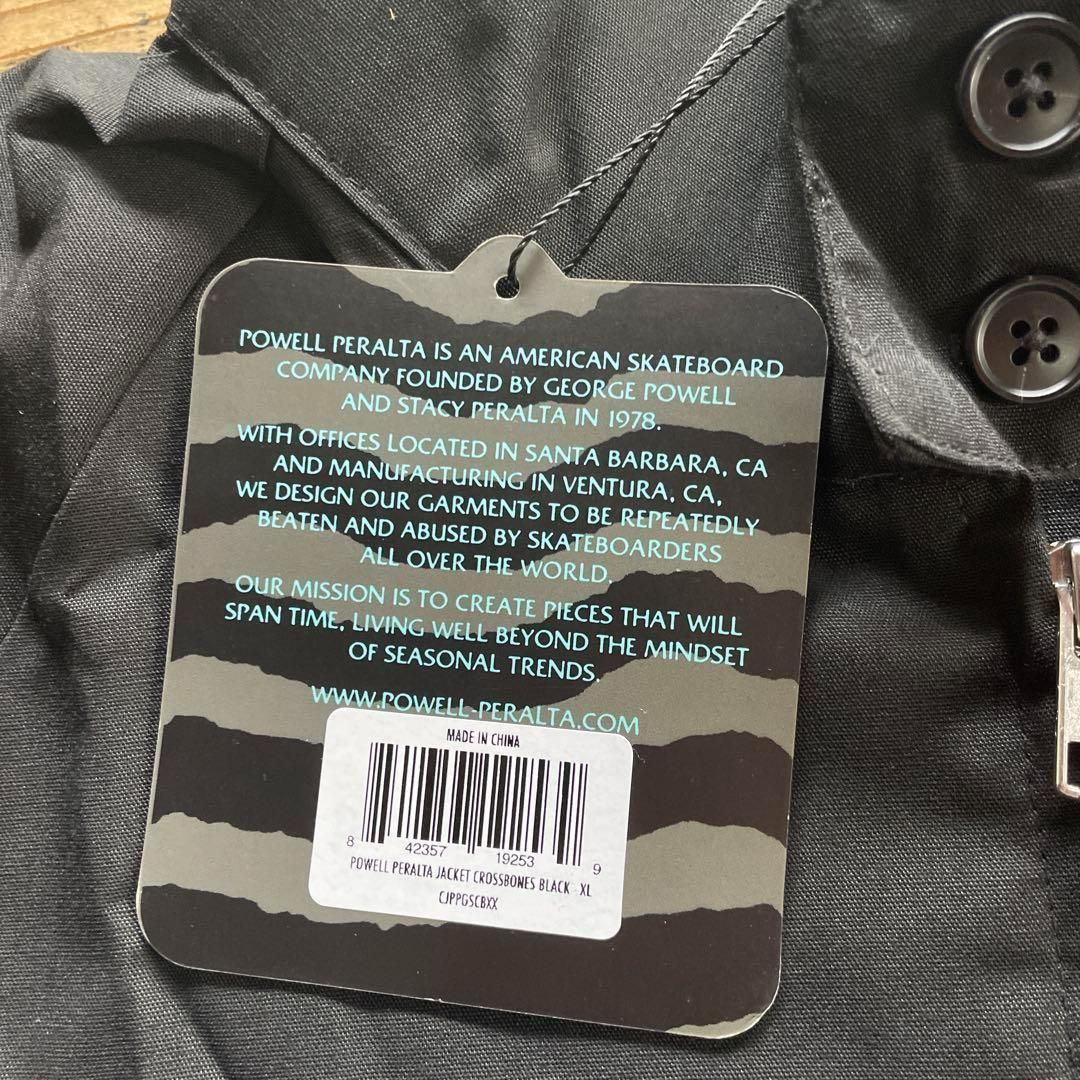 POWELL PERALTA IS AN AMERICAN SKATEBOARD
COMPANY FOUNDED BY GEORGE POWELL
AND STACY PERALTA IN 1978.
WITH OFFICES LOCATED IN SANTA BARBARA, CA
AND MANUFACTURING IN VENTURA, CA,
WE DESIGN OUR GARMENTS TO BE REPEATEDLY
BEATEN AND ABUSED BY SKATEBOARDERS
ALL OVER THE WORLD.
OUR MISSION IS TO CREATE PIECES THAT WILL
SPAN TIME, LIVING WELL BEYOND THE MINDSET
OF SEASONAL TRENDS.
WWW.POWELL-PERALTA.COM
MADE IN CHINA
8 42357 19253 9
POWELL PERALTA JACKET CROSSBONES BLACK - XL
CJPPGSCBXX